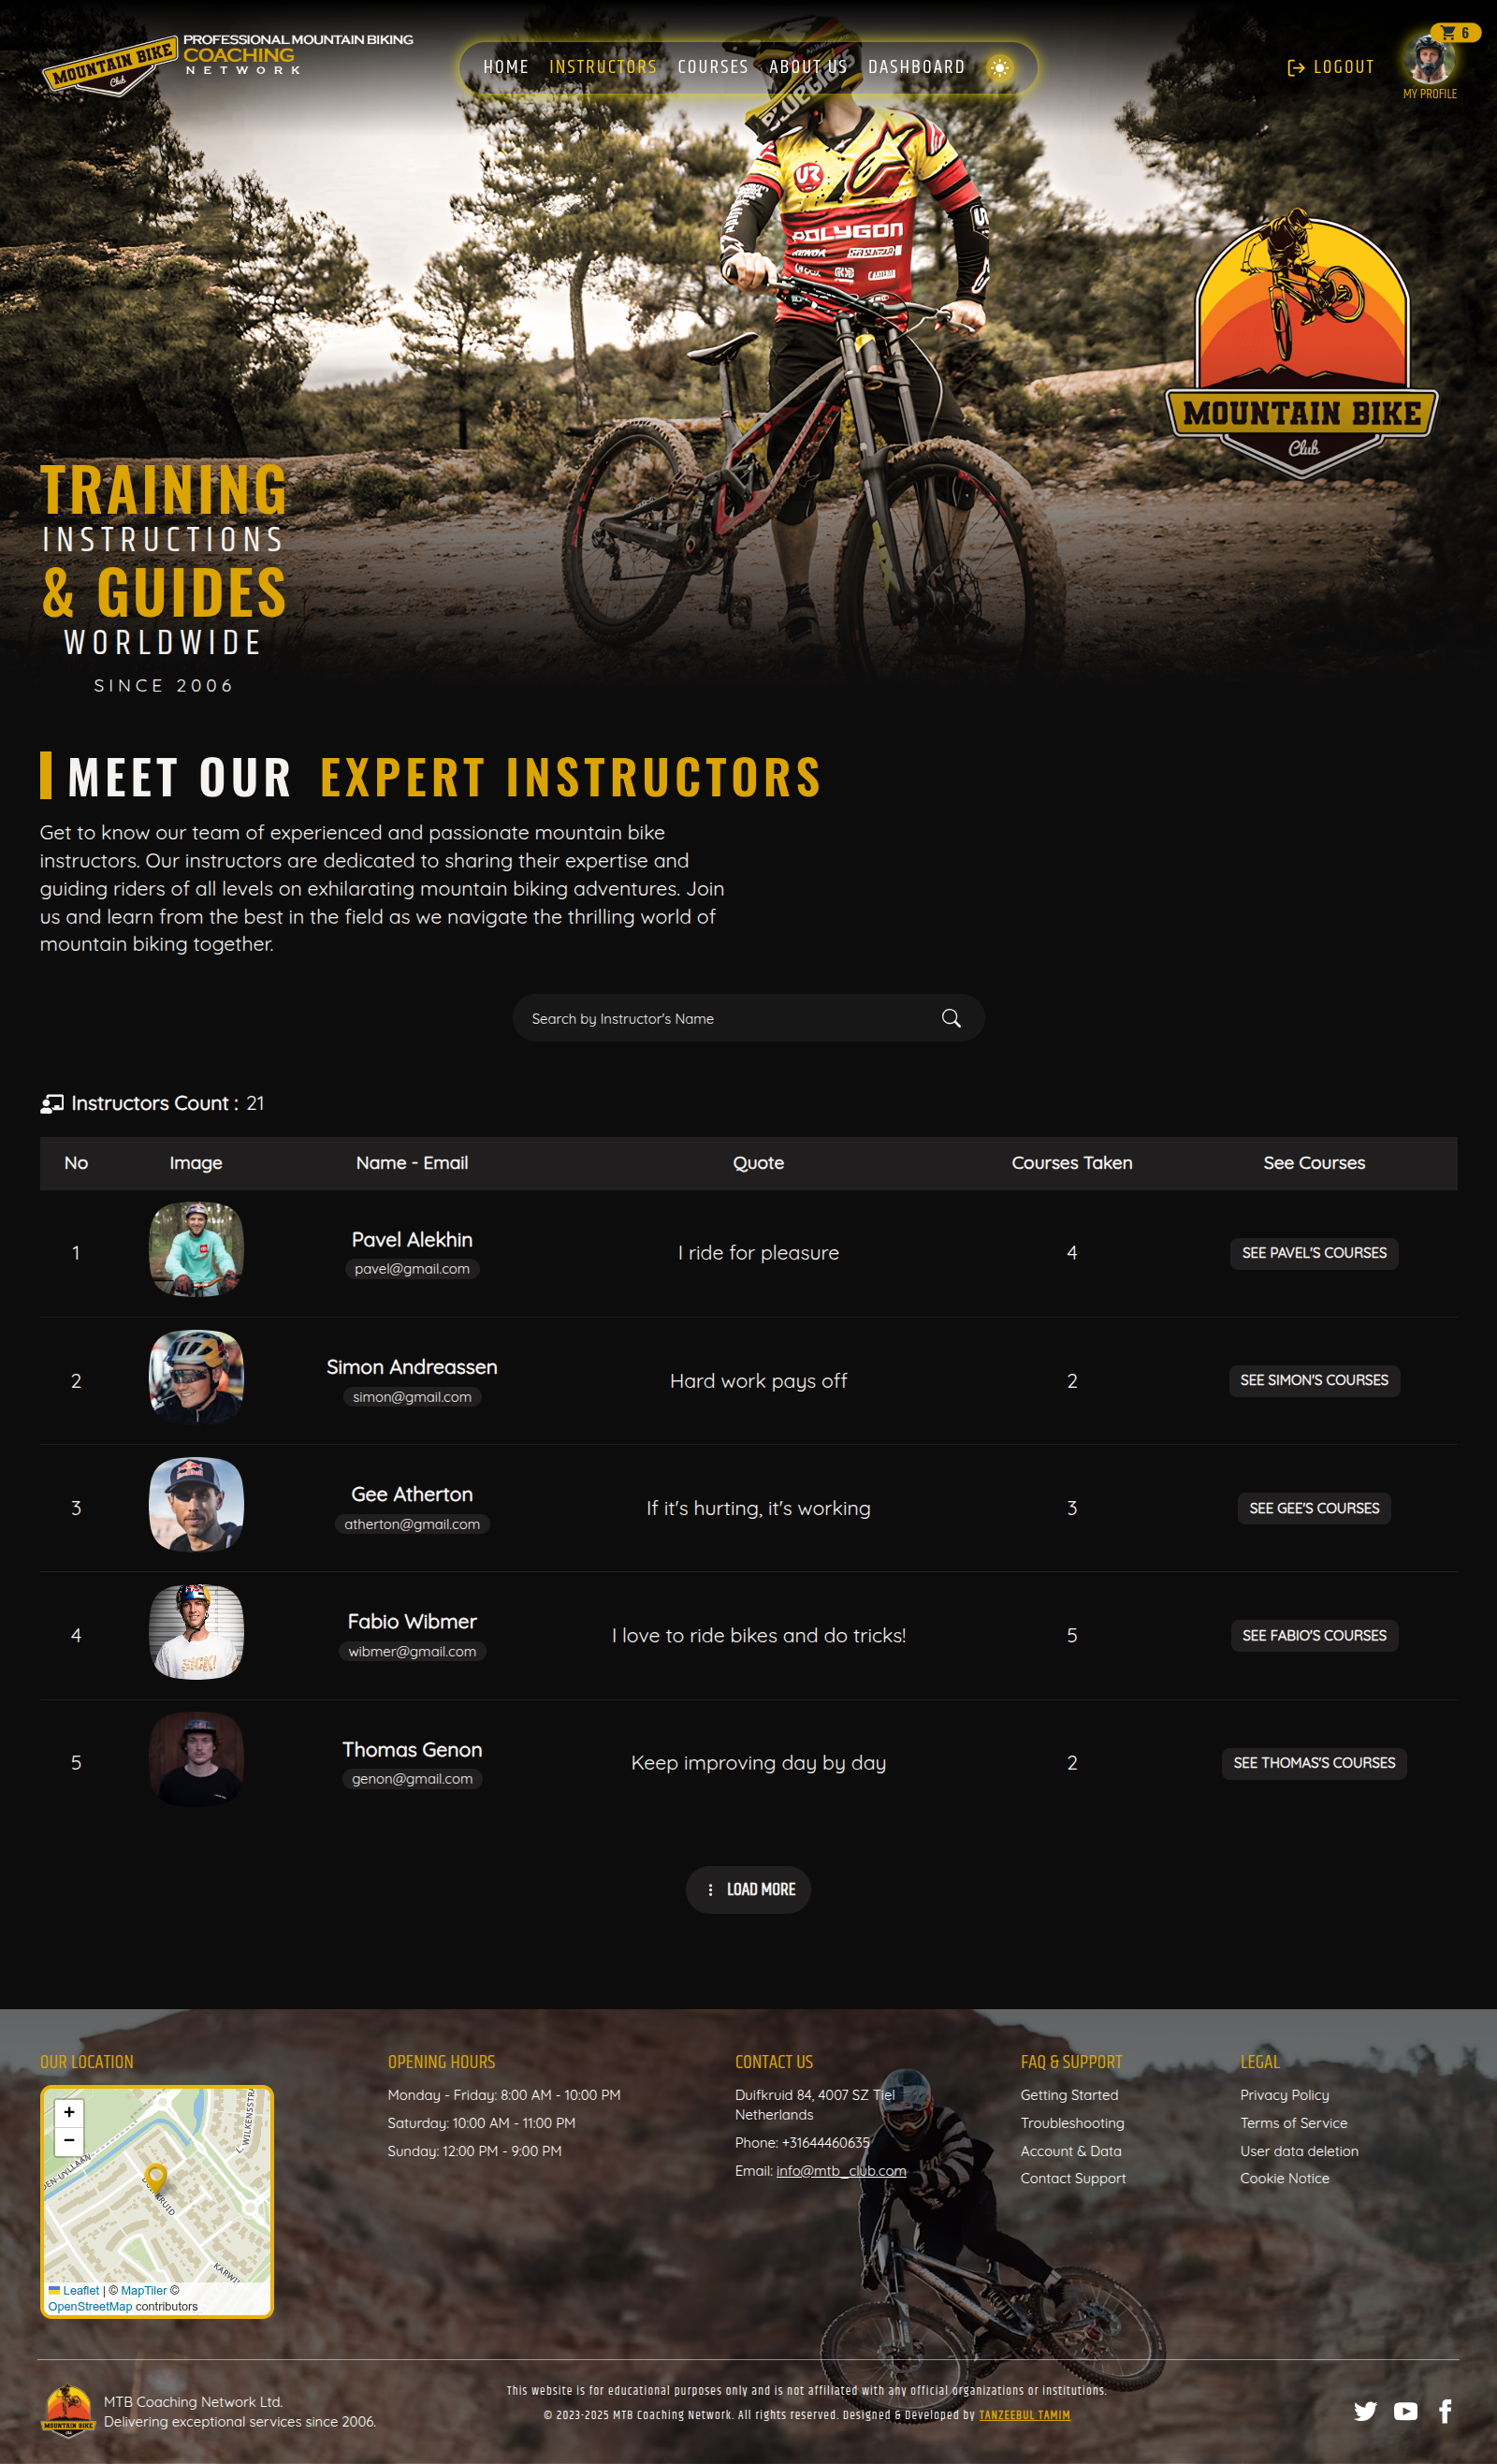 MOUNTAIN BIKE
Club
PROFESSIONAL MOUNTAIN BIKING
COACHING
NETWORK
HOME
INSTRUCTORS
COURSES
ABOUT US
DASHBOARD
LOGOUT
6
MY PROFILE
BLUEGRASS
UR
POLYGON
KENDA
MOUNTAIN BIKE
Club
TRAINING
INSTRUCTIONS
& GUIDES
WORLDWIDE
SINCE 2006
MEET OUR EXPERT INSTRUCTORS
Get to know our team of experienced and passionate mountain bike
instructors. Our instructors are dedicated to sharing their expertise and
guiding riders of all levels on exhilarating mountain biking adventures. Join
us and learn from the best in the field as we navigate the thrilling world of
mountain biking together.
Search by Instructor's Name
Instructors Count : 21
No Image Name - Email Quote Courses Taken See Courses
1 Pavel Alekhin pavel@gmail.com I ride for pleasure 4 SEE PAVEL'S COURSES
2 Simon Andreassen simon@gmail.com Hard work pays off 2 SEE SIMON'S COURSES
3 Gee Atherton atherton@gmail.com If it's hurting, it's working 3 SEE GEE'S COURSES
4 Fabio Wibmer wibmer@gmail.com I love to ride bikes and do tricks! 5 SEE FABIO'S COURSES
5 Thomas Genon genon@gmail.com Keep improving day by day 2 SEE THOMAS'S COURSES
LOAD MORE
OUR LOCATION
+
−
WILKENSSTRA
DEN-UYLLAAN
KARWIJ
Leaflet | © MapTiler ©
OpenStreetMap contributors
OPENING HOURS
Monday - Friday: 8:00 AM - 10:00 PM
Saturday: 10:00 AM - 11:00 PM
Sunday: 12:00 PM - 9:00 PM
CONTACT US
Duifkruid 84, 4007 SZ Tiel
Netherlands
Phone: +31644460635
Email: info@mtb_club.com
FAQ & SUPPORT
Getting Started
Troubleshooting
Account & Data
Contact Support
LEGAL
Privacy Policy
Terms of Service
User data deletion
Cookie Notice
MOUNTAIN BIKE
MTB Coaching Network Ltd.
Delivering exceptional services since 2006.
This website is for educational purposes only and is not affiliated with any official organizations or institutions.
© 2023-2025 MTB Coaching Network. All rights reserved. Designed & Developed by TANZEEBUL TAMIM